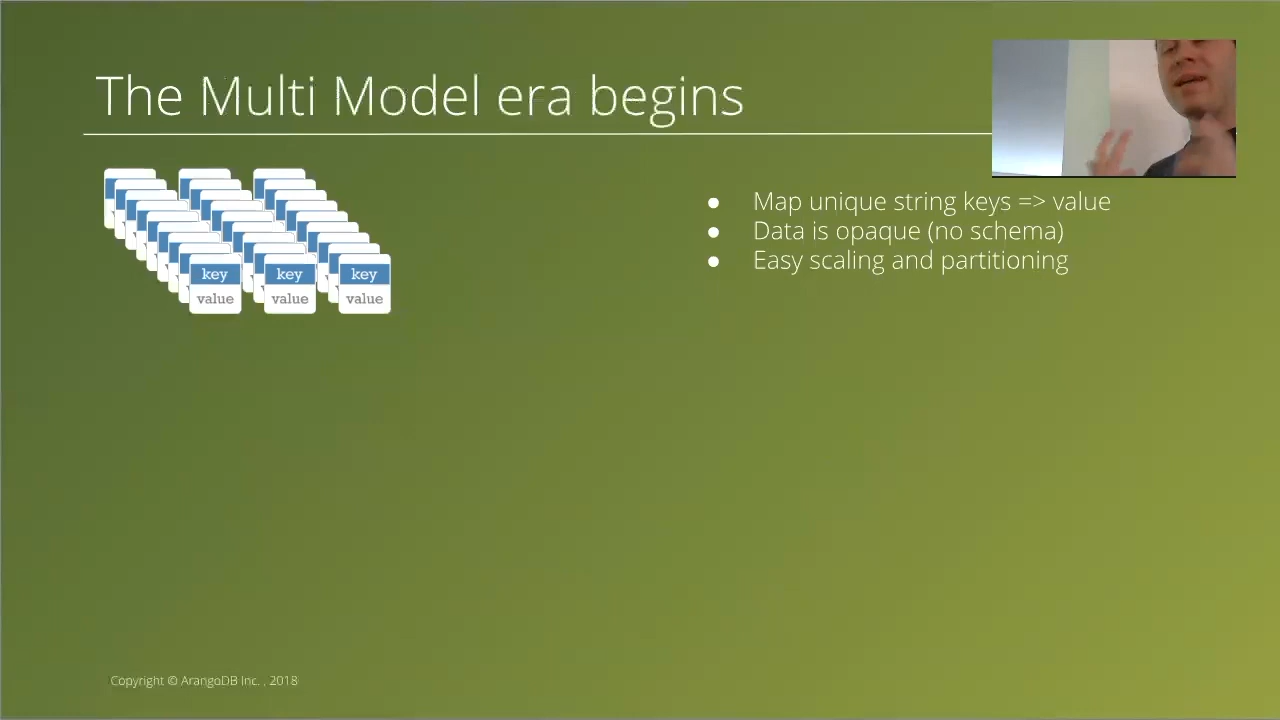 The Multi Model era begins
● Map unique string keys => value
● Data is opaque (no schema)
● Easy scaling and partitioning
key key key
value value value
Copyright © ArangoDB Inc. , 2018